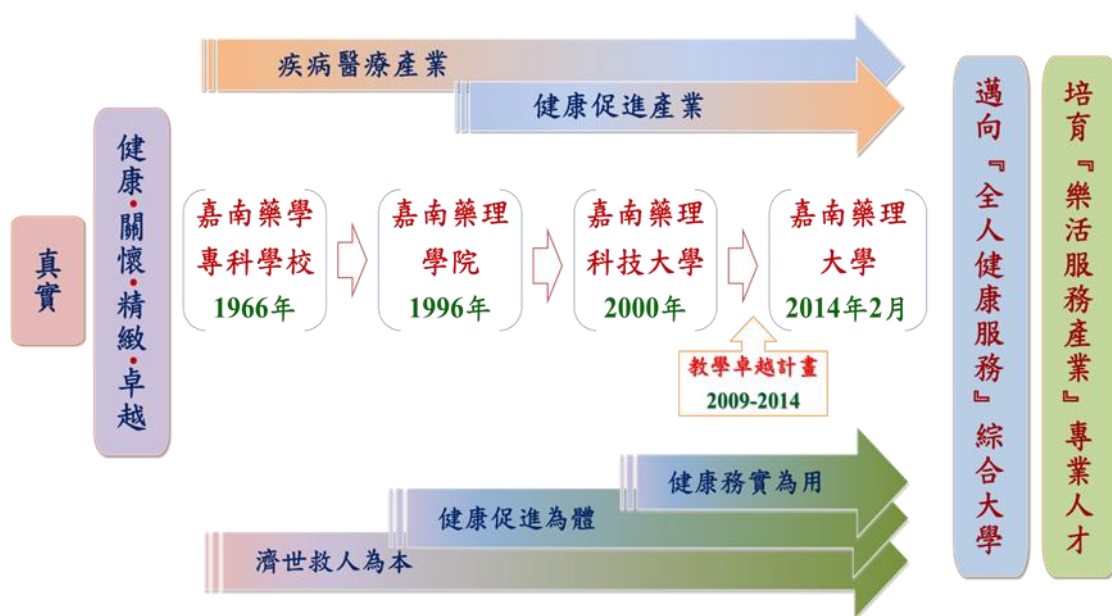 疾病醫療產業
健康促進產業
真實
健康•關懷•精緻•卓越
嘉南藥學
專科學校
1966年
嘉南藥理
學院
1996年
嘉南藥理
科技大學
2000年
嘉南藥理
大學
2014年2月
教學卓越計畫
2009-2014
健康務實為用
健康促進為體
濟世救人為本
邁向『全人健康服務』綜合大學
培育『樂活服務產業』專業人才